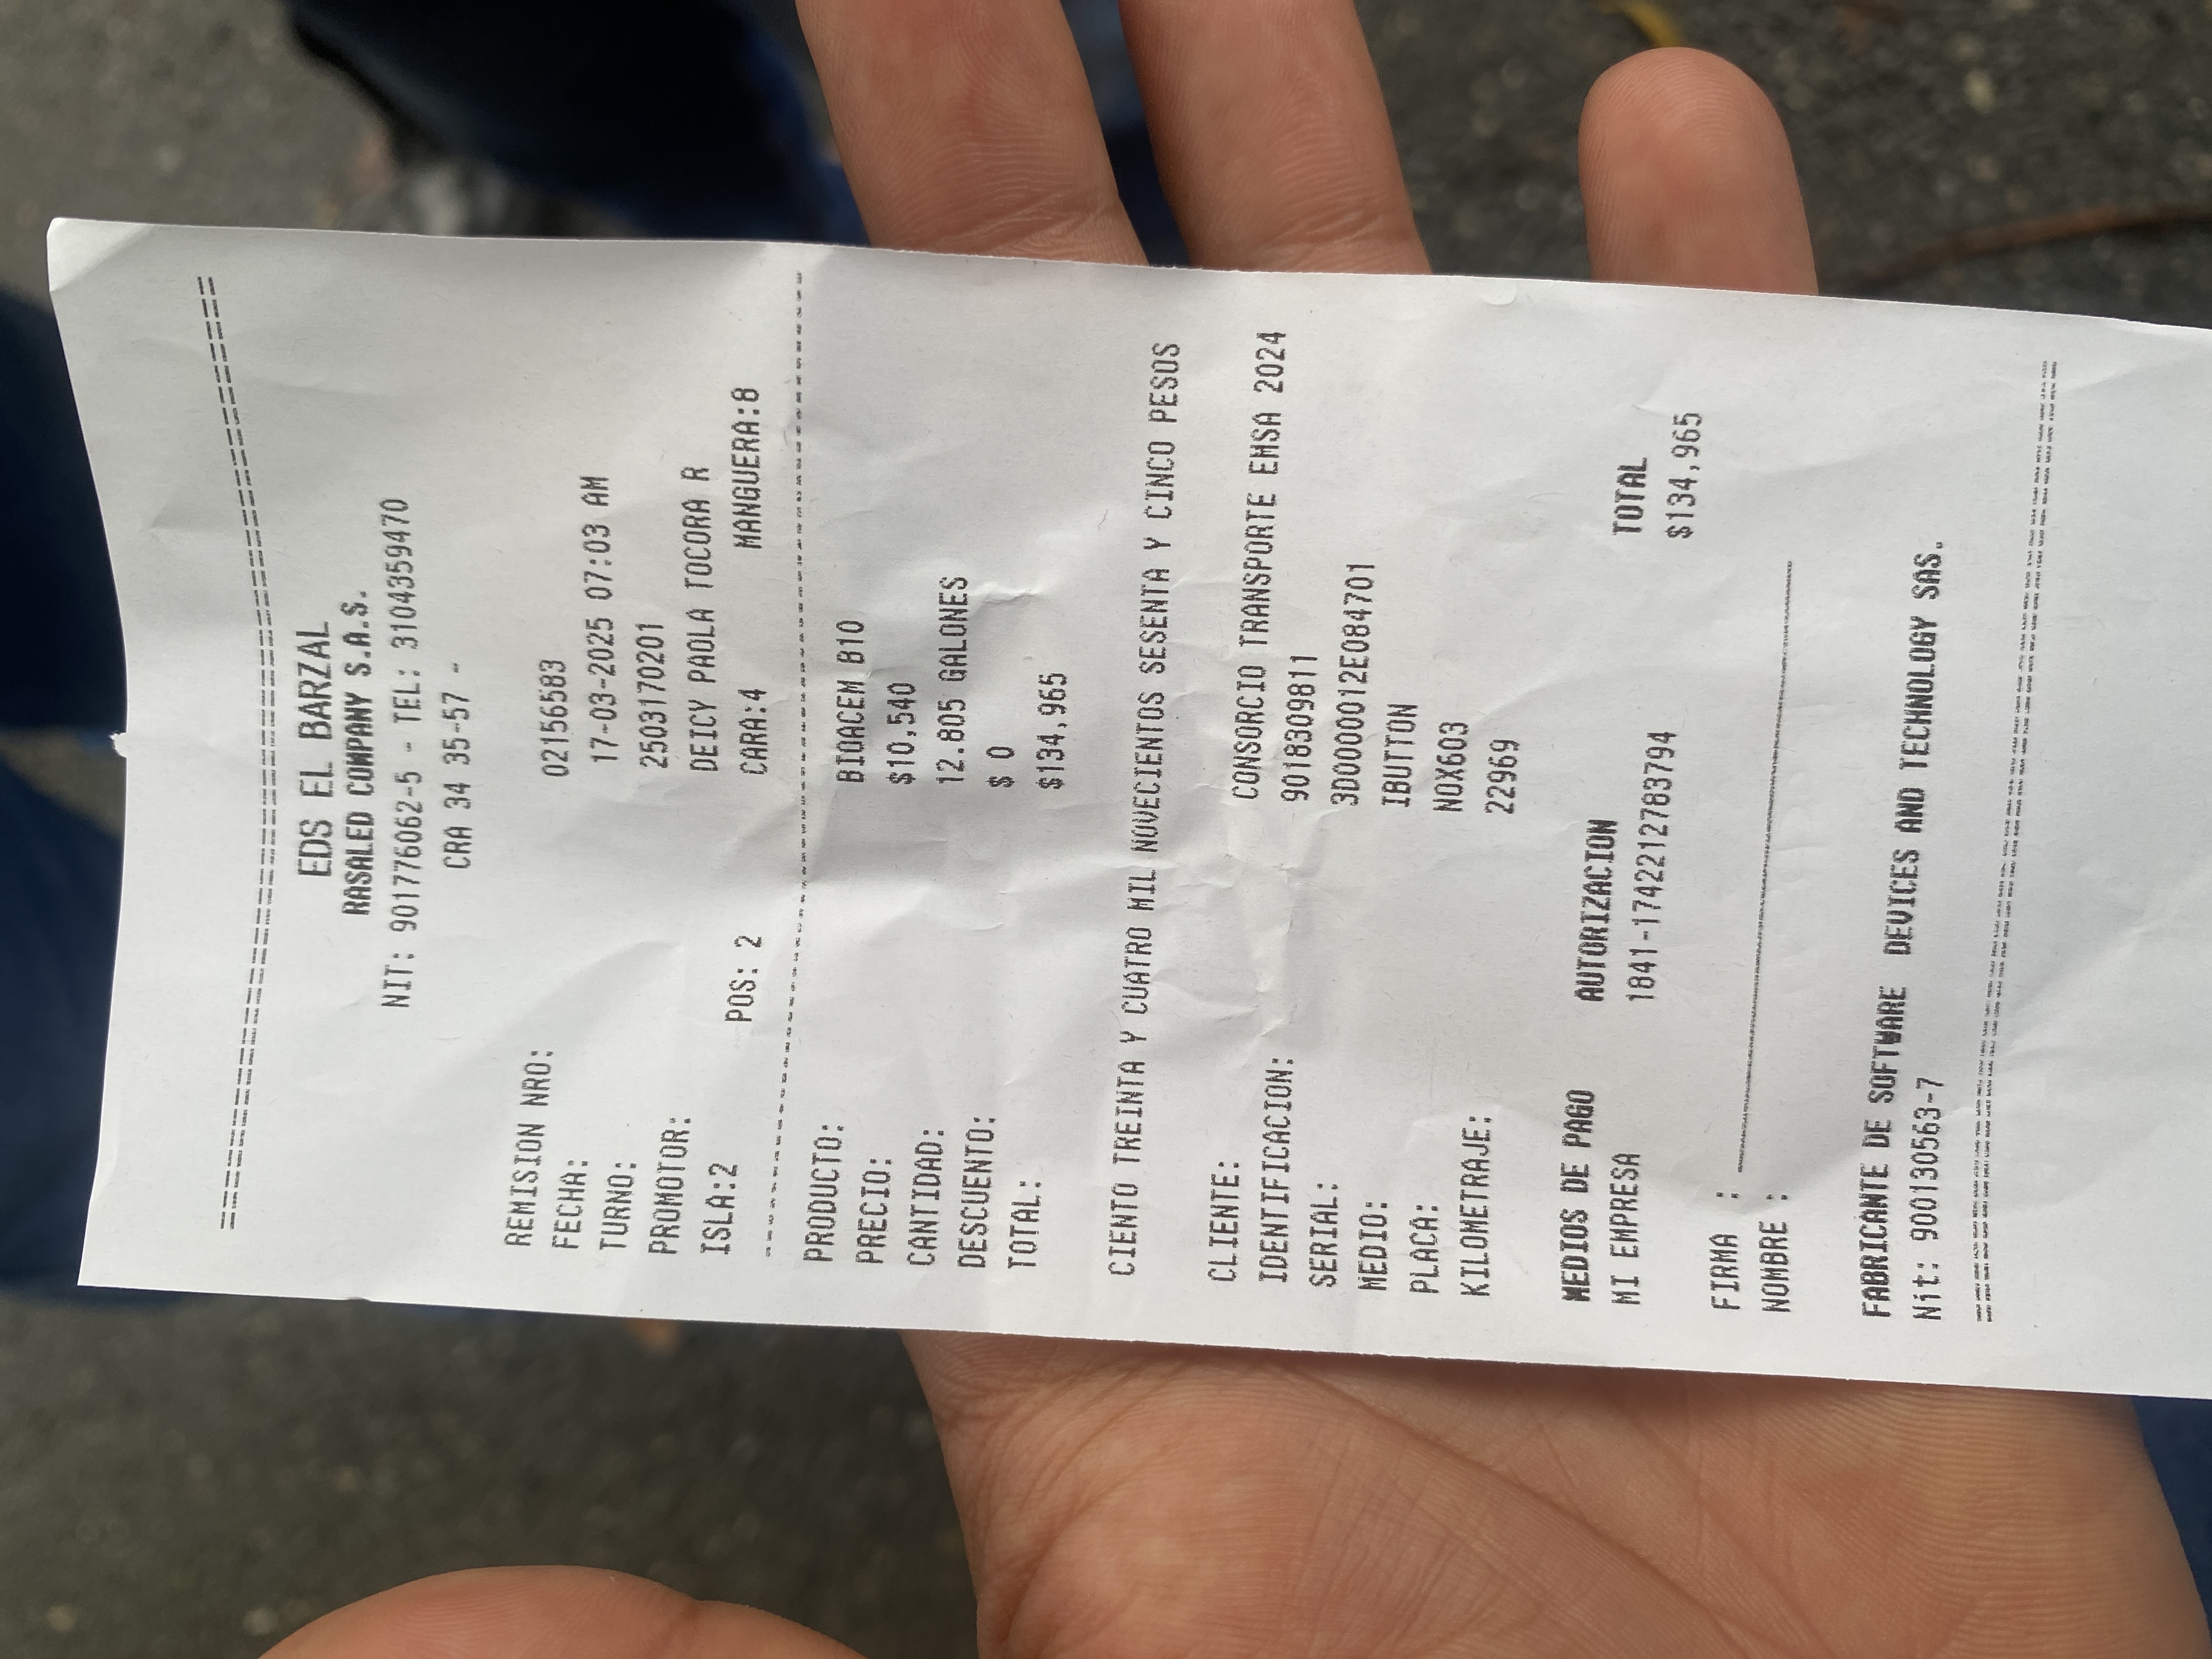 ================================================
EDS EL BARZAL
RASALED COMPANY S.A.S.
NIT: 901776062-5 - TEL: 3104359470
CRA 34 35-57 -
REMISION NRO: 02156583
FECHA: 17-03-2025 07:03 AM
TURNO: 2503170201
PROMOTOR: DEICY PAOLA TOCORA R
ISLA:2 POS: 2 CARA:4 MANGUERA:8
------------------------------------------------
PRODUCTO: BIOACEM B10
PRECIO: $10,540
CANTIDAD: 12.805 GALONES
DESCUENTO: $ 0
TOTAL: $134,965
CIENTO TREINTA Y CUATRO MIL NOVECIENTOS SESENTA Y CINCO PESOS
CLIENTE: CONSORCIO TRANSPORTE EMSA 2024
IDENTIFICACION: 9018309811
SERIAL: 3D0000012E084701
MEDIO: IBUTTON
PLACA: NOX603
KILOMETRAJE: 22969
MEDIOS DE PAGO AUTORIZACION TOTAL
MI EMPRESA 1841-1742212783794 $134,965
FIRMA : ______________________________
NOMBRE :
FABRICANTE DE SOFTWARE DEVICES AND TECHNOLOGY SAS.
Nit: 900130563-7
================================================